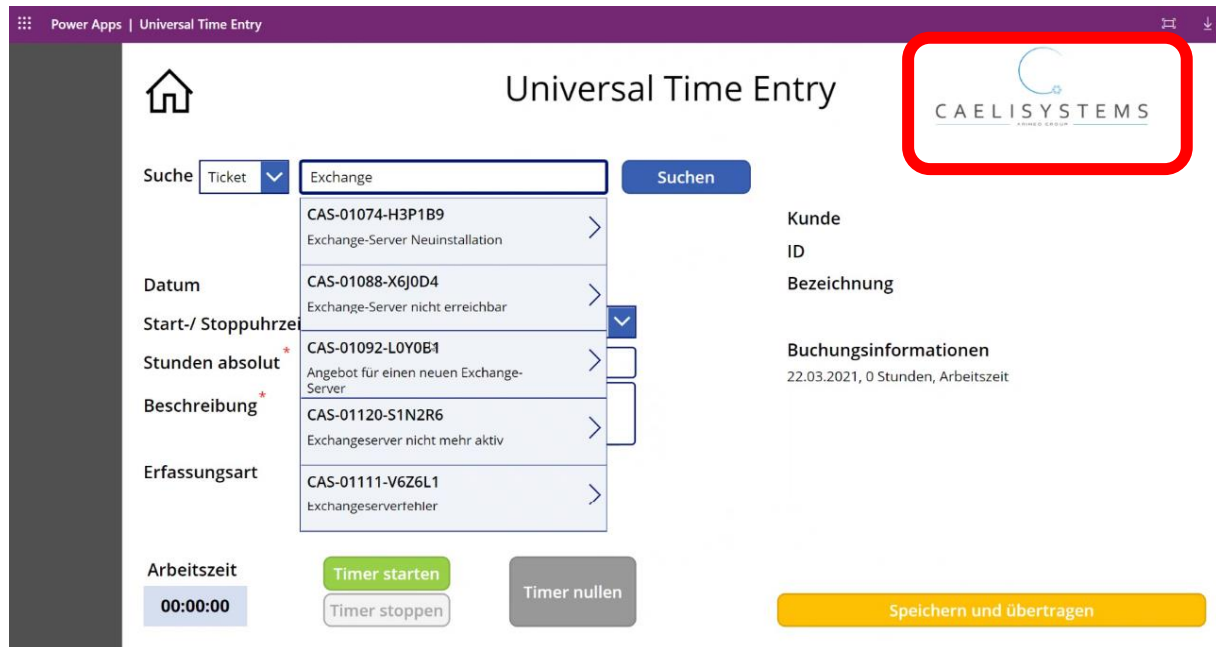 Power Apps | Universal Time Entry
Universal Time Entry
CAELISYSTEMS
Suche Ticket Exchange Suchen
CAS-01074-H3P1B9
Exchange-Server Neuinstallation
CAS-01088-X6J0D4
Exchange-Server nicht erreichbar
CAS-01092-L0Y0B1
Angebot für einen neuen Exchange-
Server
CAS-01120-S1N2R6
Exchangeserver nicht mehr aktiv
CAS-01111-V6Z6L1
Exchangeserverfehler
Datum
Start-/ Stoppuhrzei
Stunden absolut *
Beschreibung *
Erfassungsart
Kunde
ID
Bezeichnung
Buchungsinformationen
22.03.2021, 0 Stunden, Arbeitszeit
Arbeitszeit
00:00:00
Timer starten
Timer stoppen
Timer nullen
Speichern und übertragen